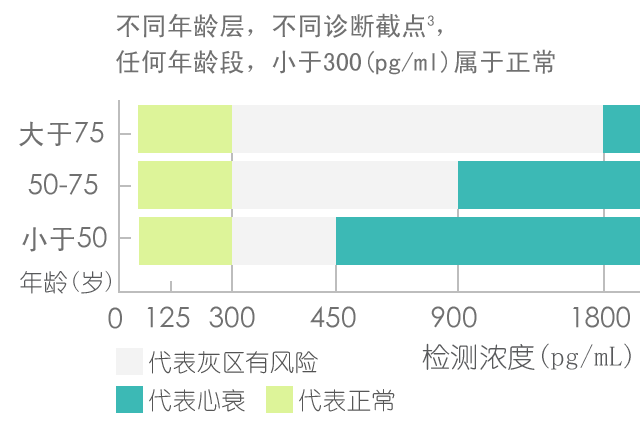 不同年龄层，不同诊断截点³，
任何年龄段，小于300(pg/ml)属于正常
大于75
50-75
小于50
年龄(岁)
0 125 300 450 900 1800
检测浓度(pg/mL)
代表灰区有风险
代表心衰 代表正常